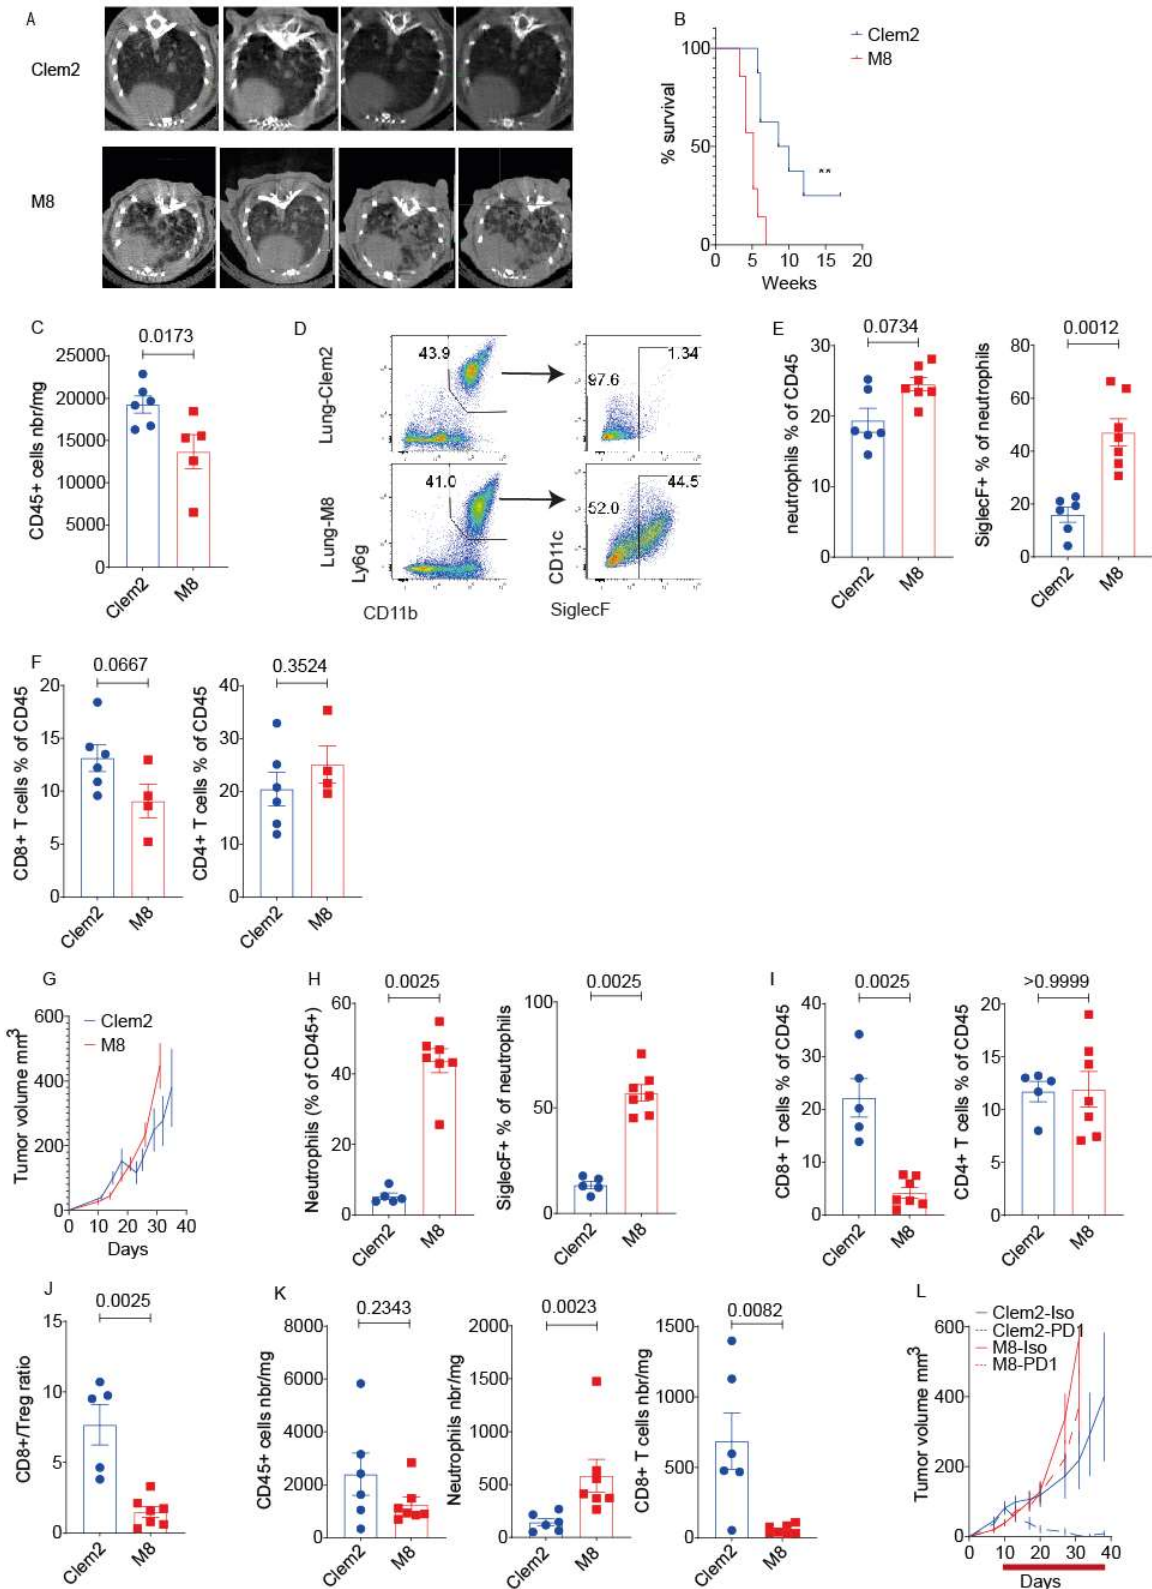 A
Clem2
M8
B
Clem2
M8
% survival
100
50
0
**
0 5 10 15 20
Weeks
C
0.0173
CD45+ cells nbr/mg
25000
20000
15000
10000
5000
0
Clem2 M8
D
Lung-Clem2
43.9
97.6
1.34
Lung-M8
41.0
52.0
44.5
Ly6g
CD11b
CD11c
SiglecF
E
0.0734
neutrophils % of CD45
30
20
10
0
Clem2 M8
0.0012
SiglecF+ % of neutrophils
80
60
40
20
0
Clem2 M8
F
0.0667
CD8+ T cells % of CD45
20
15
10
5
0
Clem2 M8
0.3524
CD4+ T cells % of CD45
40
30
20
10
0
Clem2 M8
G
Clem2
M8
Tumor volume mm3
600
400
200
0
0 10 20 30 40
Days
H
0.0025
Neutrophils (% of CD45+)
60
40
20
0
Clem2 M8
0.0025
SiglecF+ % of neutrophils
100
50
0
Clem2 M8
I
0.0025
CD8+ T cells % of CD45
40
30
20
10
0
Clem2 M8
>0.9999
CD4+ T cells % of CD45
20
15
10
5
0
Clem2 M8
J
0.0025
CD8+/Treg ratio
15
10
5
0
Clem2 M8
K
0.2343
CD45+ cells nbr/mg
8000
6000
4000
2000
0
Clem2 M8
0.0023
Neutrophils nbr/mg
2000
1500
1000
500
0
Clem2 M8
0.0082
CD8+ T cells nbr/mg
1500
1000
500
0
Clem2 M8
L
Clem2-Iso
Clem2-PD1
M8-Iso
M8-PD1
Tumor volume mm3
600
400
200
0
0 10 20 30 40
Days